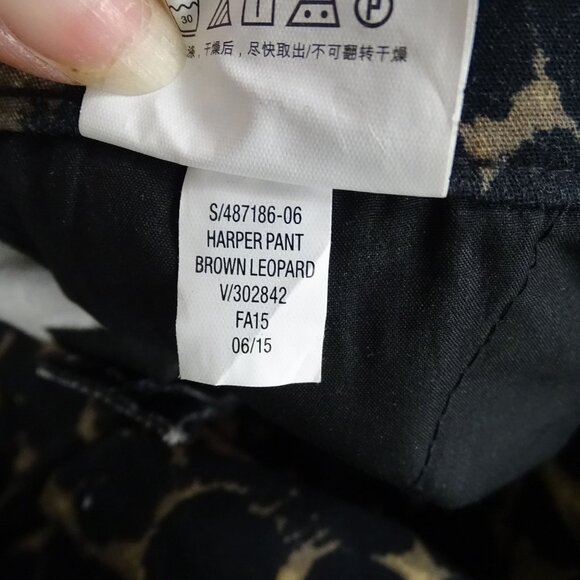 30
涤,干燥后,尽快取出/不可翻转干燥
P
S/487186-06
HARPER PANT
BROWN LEOPARD
V/302842
FA15
06/15